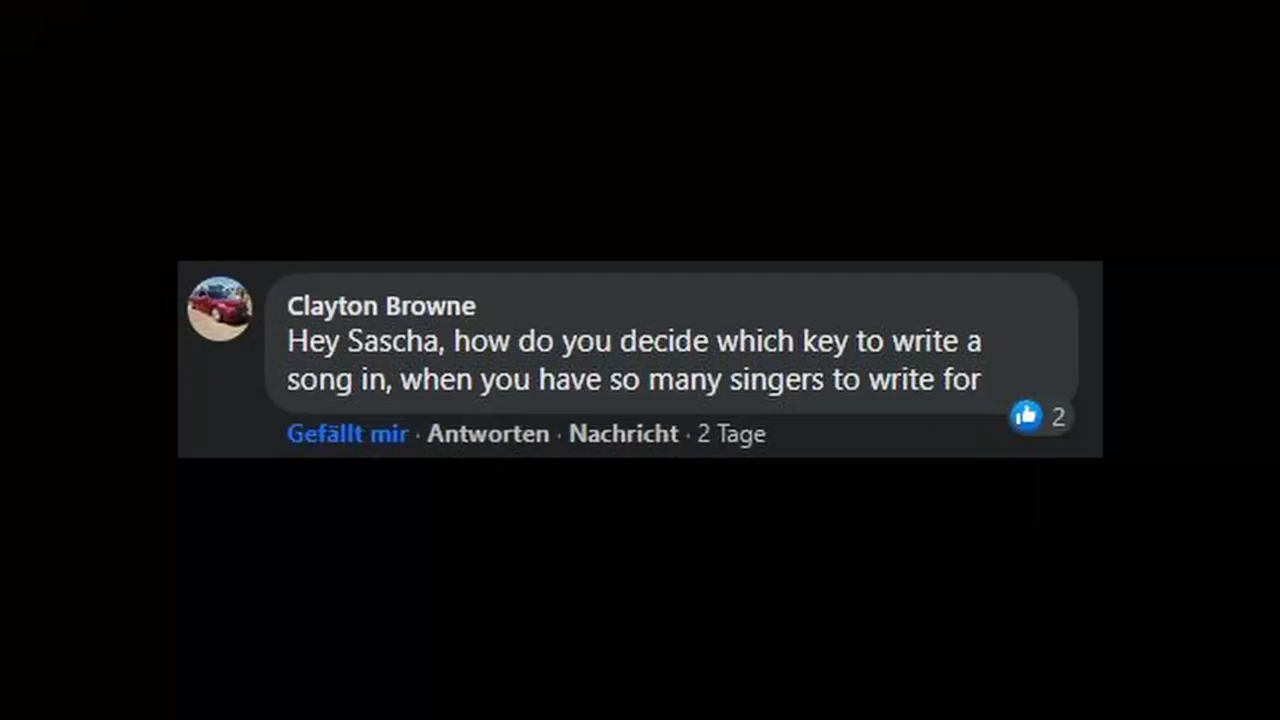 Clayton Browne
Hey Sascha, how do you decide which key to write a
song in, when you have so many singers to write for
2
Gefällt mir · Antworten · Nachricht · 2 Tage